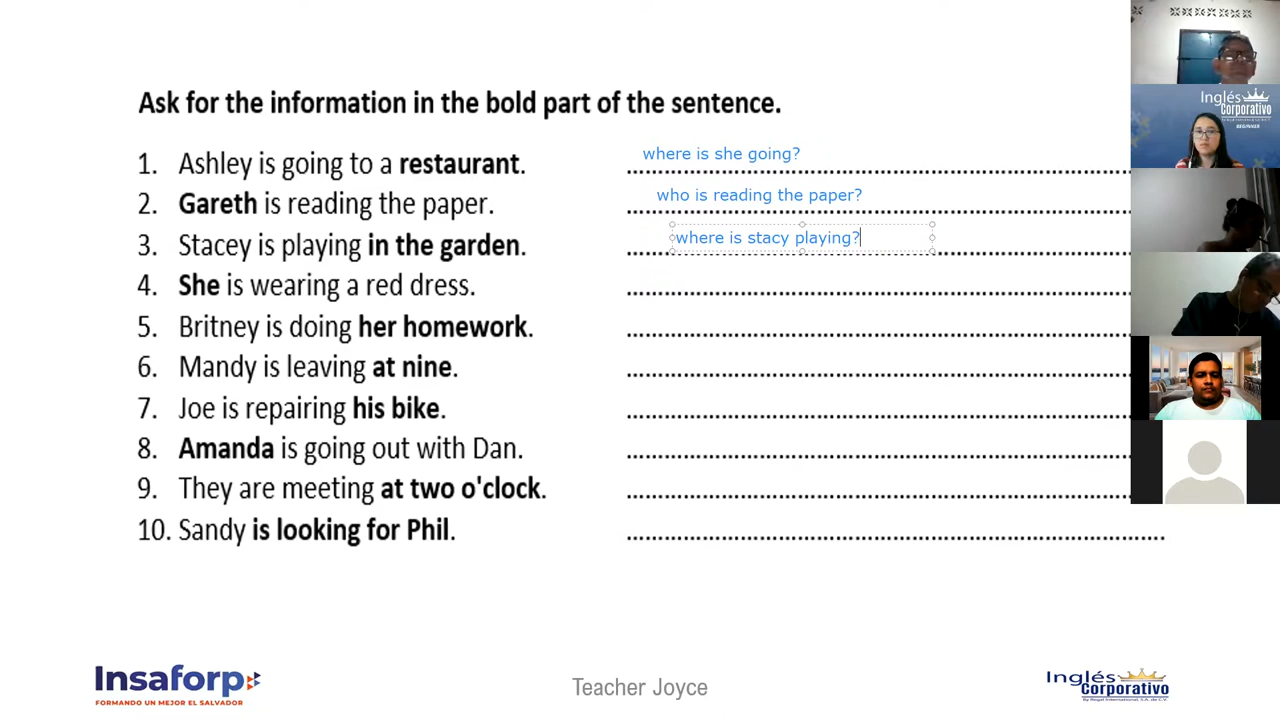 Ask for the information in the bold part of the sentence.
1. Ashley is going to a restaurant. where is she going?
2. Gareth is reading the paper. who is reading the paper?
3. Stacey is playing in the garden. where is stacy playing?
4. She is wearing a red dress.
5. Britney is doing her homework.
6. Mandy is leaving at nine.
7. Joe is repairing his bike.
8. Amanda is going out with Dan.
9. They are meeting at two o'clock.
10. Sandy is looking for Phil.
Inglés
Corporativo
BEGINNER
Insaforp
FORMANDO UN MEJOR EL SALVADOR
Teacher Joyce
Inglés
Corporativo
By Regal International, S.A. de C.V.